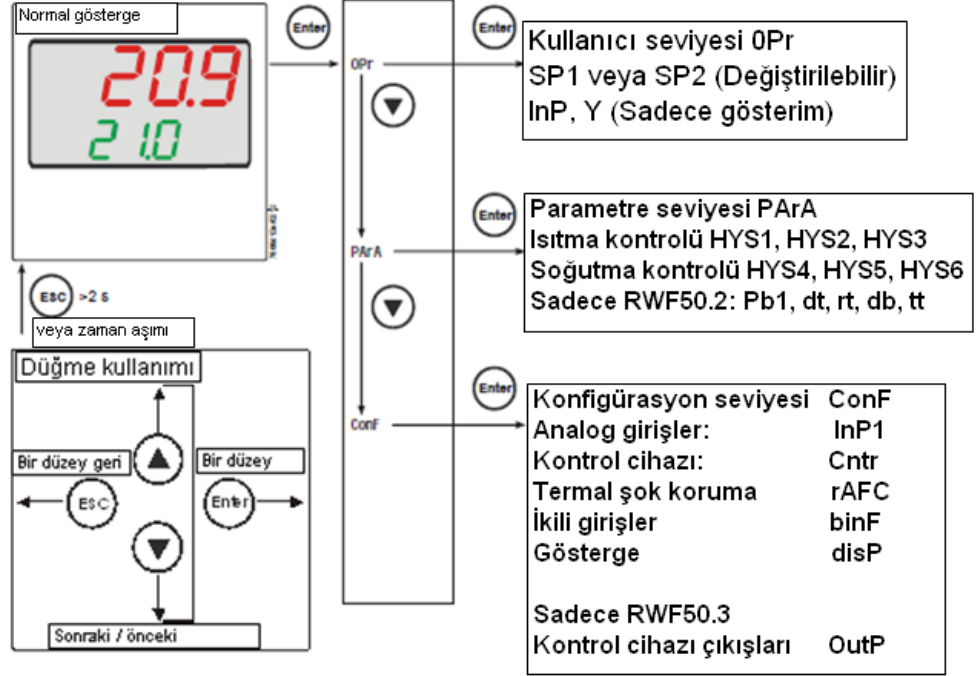 Normal gösterge
20.9
21.0
ESC >2 s
veya zaman aşımı
Düğme kullanımı
Bir düzey geri
Bir düzey
ESC
Enter
Sonraki / önceki
Enter
OPr
PArA
ConF
Enter
Kullanıcı seviyesi 0Pr
SP1 veya SP2 (Değiştirilebilir)
InP, Y (Sadece gösterim)
Enter
Parametre seviyesi PArA
Isıtma kontrolü HYS1, HYS2, HYS3
Soğutma kontrolü HYS4, HYS5, HYS6
Sadece RWF50.2: Pb1, dt, rt, db, tt
Enter
Konfigürasyon seviyesi ConF
Analog girişler: InP1
Kontrol cihazı: Cntr
Termal şok koruma rAFC
İkili girişler binF
Gösterge disP
Sadece RWF50.3
Kontrol cihazı çıkışları OutP